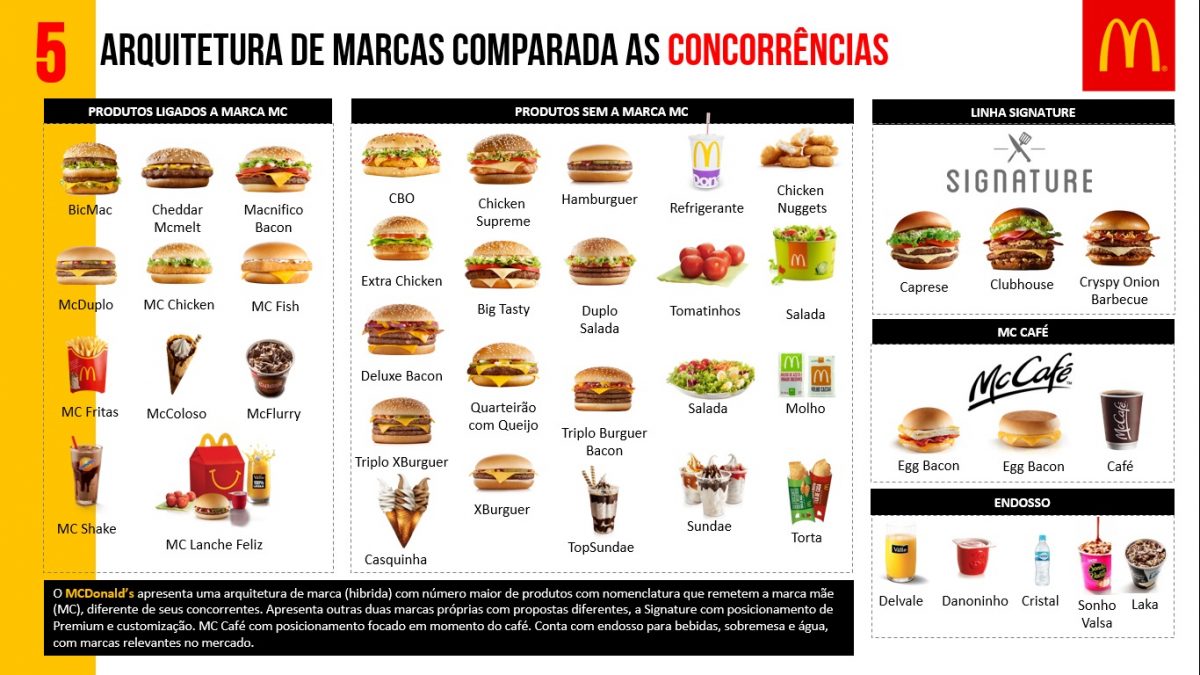 5
ARQUITETURA DE MARCAS COMPARADA AS CONCORRÊNCIAS
PRODUTOS LIGADOS A MARCA MC
BicMac
Cheddar
Mcmelt
Macnifico
Bacon
McDuplo
MC Chicken
MC Fish
MC Fritas
McColoso
McFlurry
MC Shake
MC Lanche Feliz
PRODUTOS SEM A MARCA MC
CBO
Chicken
Supreme
Hamburguer
Refrigerante
Chicken
Nuggets
Extra Chicken
Big Tasty
Duplo
Salada
Tomatinhos
Salada
Deluxe Bacon
Quarteirão
com Queijo
Triplo Burguer
Bacon
Salada
Molho
Triplo XBurguer
XBurguer
Casquinha
TopSundae
Sundae
Torta
LINHA SIGNATURE
SIGNATURE
Caprese
Clubhouse
Cryspy Onion
Barbecue
MC CAFÉ
McCafé™
McCafé
Egg Bacon
Egg Bacon
Café
ENDOSSO
Valle
Delvale
Danoninho
Cristal
Sonho
Valsa
Laka
O MCDonald’s apresenta uma arquitetura de marca (hibrida) com número maior de produtos com nomenclatura que remetem a marca mãe
(MC), diferente de seus concorrentes. Apresenta outras duas marcas próprias com propostas diferentes, a Signature com posicionamento de
Premium e customização. MC Café com posicionamento focado em momento do café. Conta com endosso para bebidas, sobremesa e água,
com marcas relevantes no mercado.